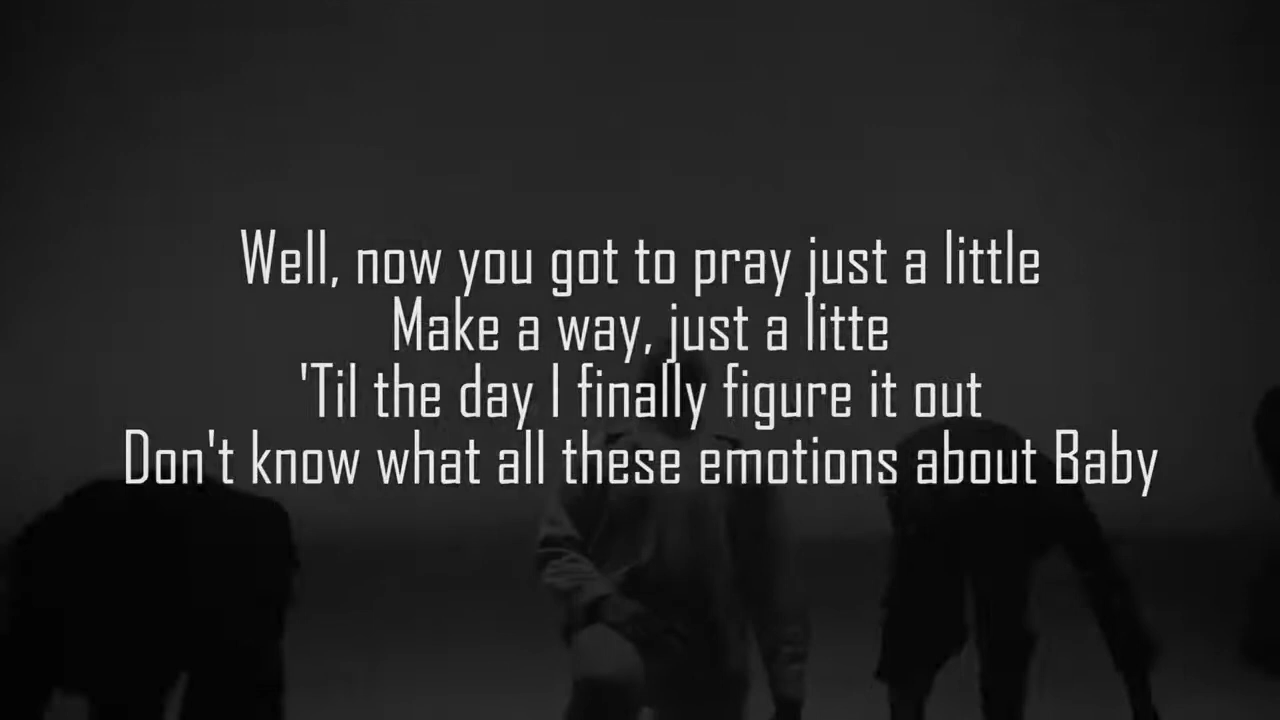 Well, now you got to pray just a little
Make a way, just a litte
'Til the day I finally figure it out
Don't know what all these emotions about Baby